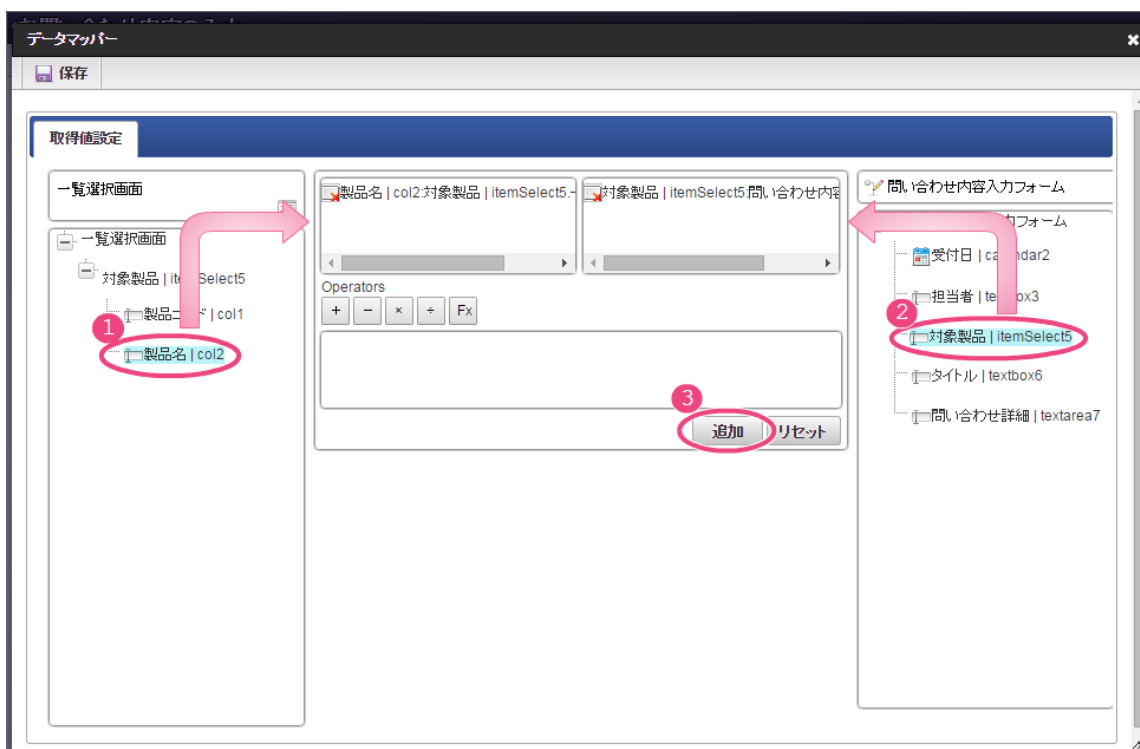 データマッパー
保存
取得値設定
一覧選択画面
一覧選択画面
対象製品 | ite Select5
製品コード | col1
1
製品名 | col2
製品名 | col2:対象製品 | itemSelect5.
対象製品 | itemSelect5:問い合わせ内容
Operators
+ − × ÷ Fx
3
追加
リセット
問い合わせ内容入力フォーム
力フォーム
受付日 | ca ndar2
担当者 | te ox3
2
対象製品 | itemSelect5
タイトル | textbox6
問い合わせ詳細 | textarea7